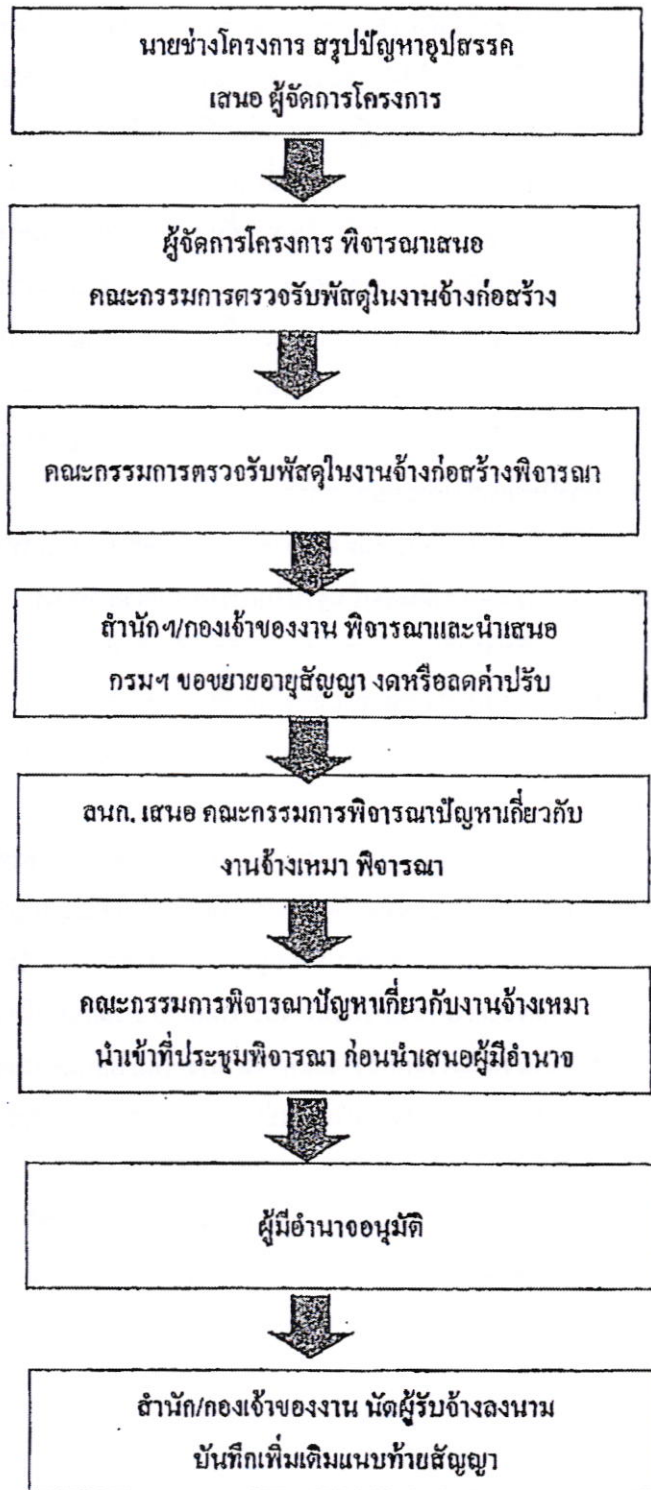 นายช่างโครงการ สรุปปัญหาอุปสรรค
เสนอ ผู้จัดการโครงการ
ผู้จัดการโครงการ พิจารณาเสนอ
คณะกรรมการตรวจรับพัสดุในงานจ้างก่อสร้าง
คณะกรรมการตรวจรับพัสดุในงานจ้างก่อสร้างพิจารณา
สำนักฯ/กองเจ้าของงาน พิจารณาและนำเสนอ
กรมฯ ขอขยายอายุสัญญา งดหรือลดค่าปรับ
สนก. เสนอ คณะกรรมการพิจารณาปัญหาเกี่ยวกับ
งานจ้างเหมา พิจารณา
คณะกรรมการพิจารณาปัญหาเกี่ยวกับงานจ้างเหมา
นำเข้าที่ประชุมพิจารณา ก่อนนำเสนอผู้มีอำนาจ
ผู้มีอำนาจอนุมัติ
สำนัก/กองเจ้าของงาน นัดผู้รับจ้างลงนาม
บันทึกเพิ่มเติมแนบท้ายสัญญา